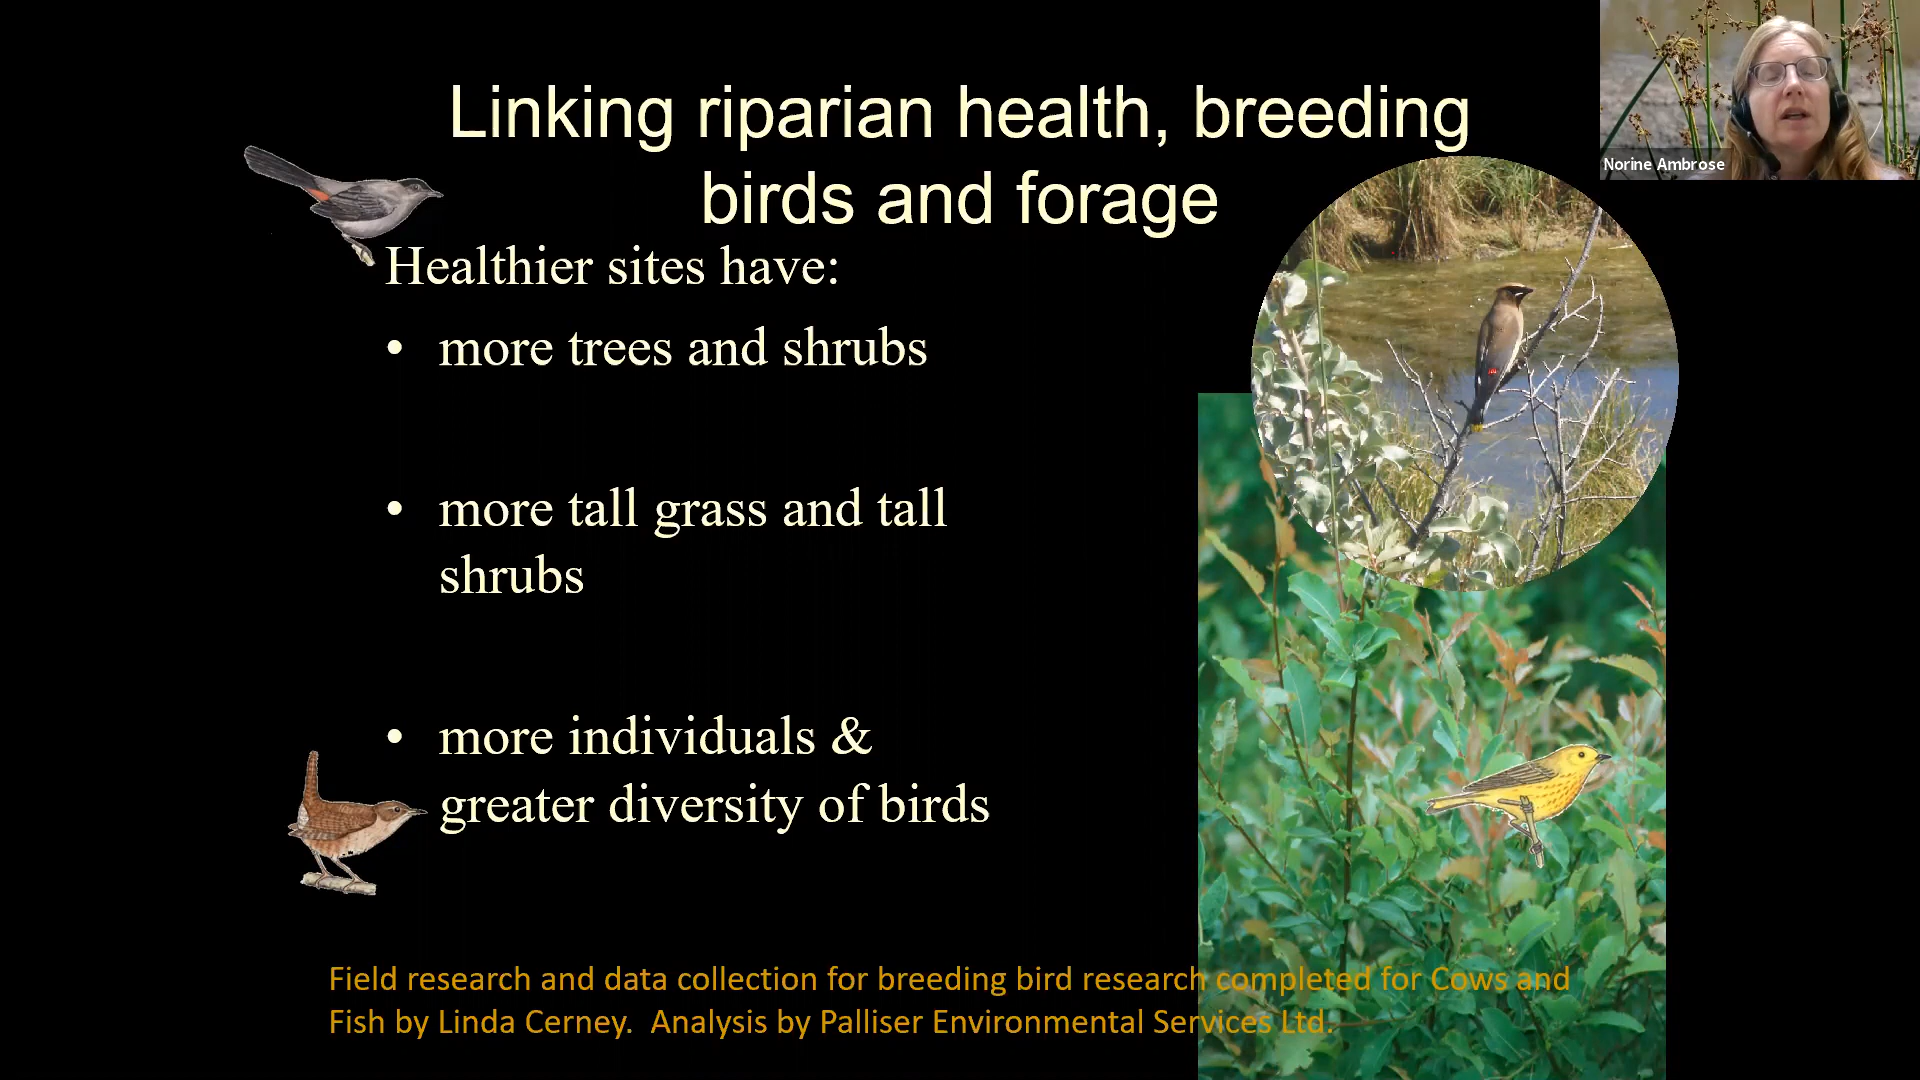 Linking riparian health, breeding
birds and forage
Norine Ambrose
Healthier sites have:
• more trees and shrubs
• more tall grass and tall
shrubs
• more individuals &
greater diversity of birds
Field research and data collection for breeding bird research completed for Cows and
Fish by Linda Cerney.  Analysis by Palliser Environmental Services Ltd.